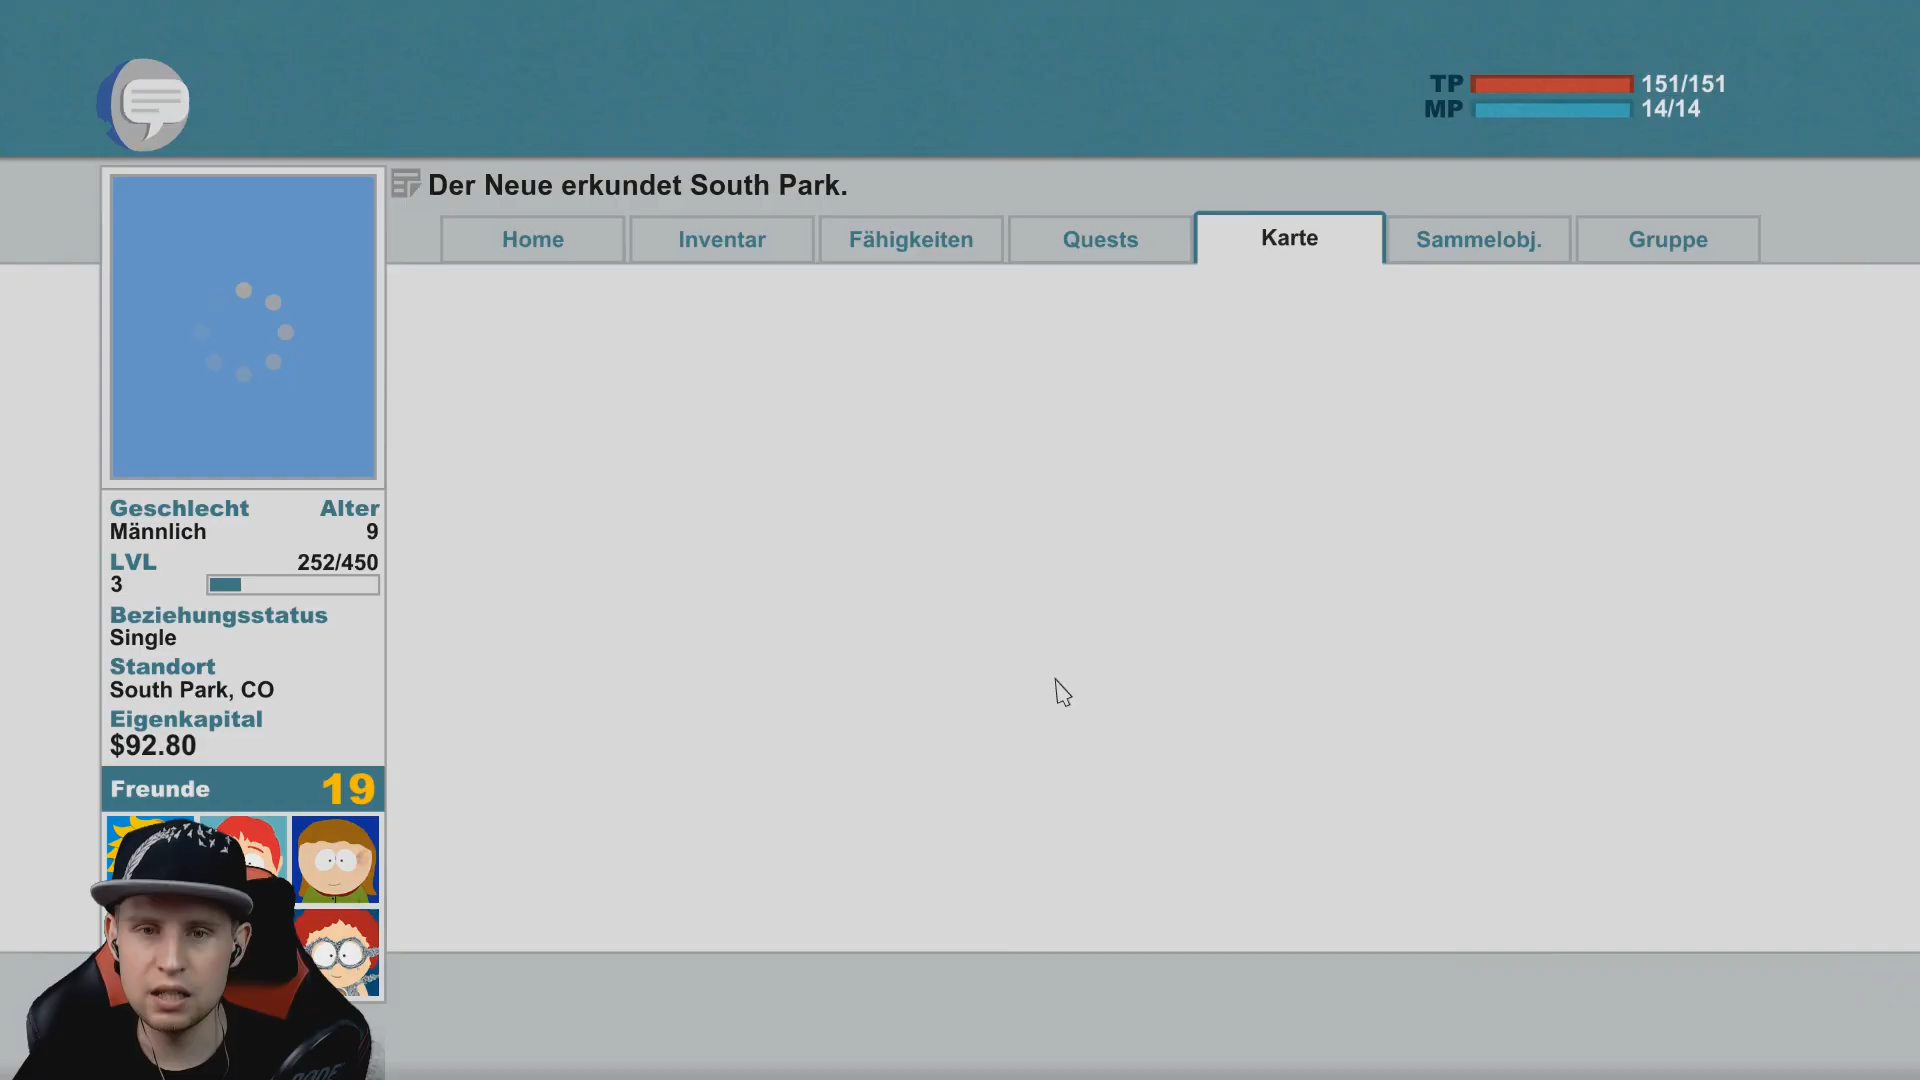 TP 151/151
MP 14/14
Der Neue erkundet South Park.
Home Inventar Fähigkeiten Quests Karte Sammelobj. Gruppe
Geschlecht Alter
Männlich 9
LVL 252/450
3
Beziehungsstatus
Single
Standort
South Park, CO
Eigenkapital
$92.80
Freunde 19